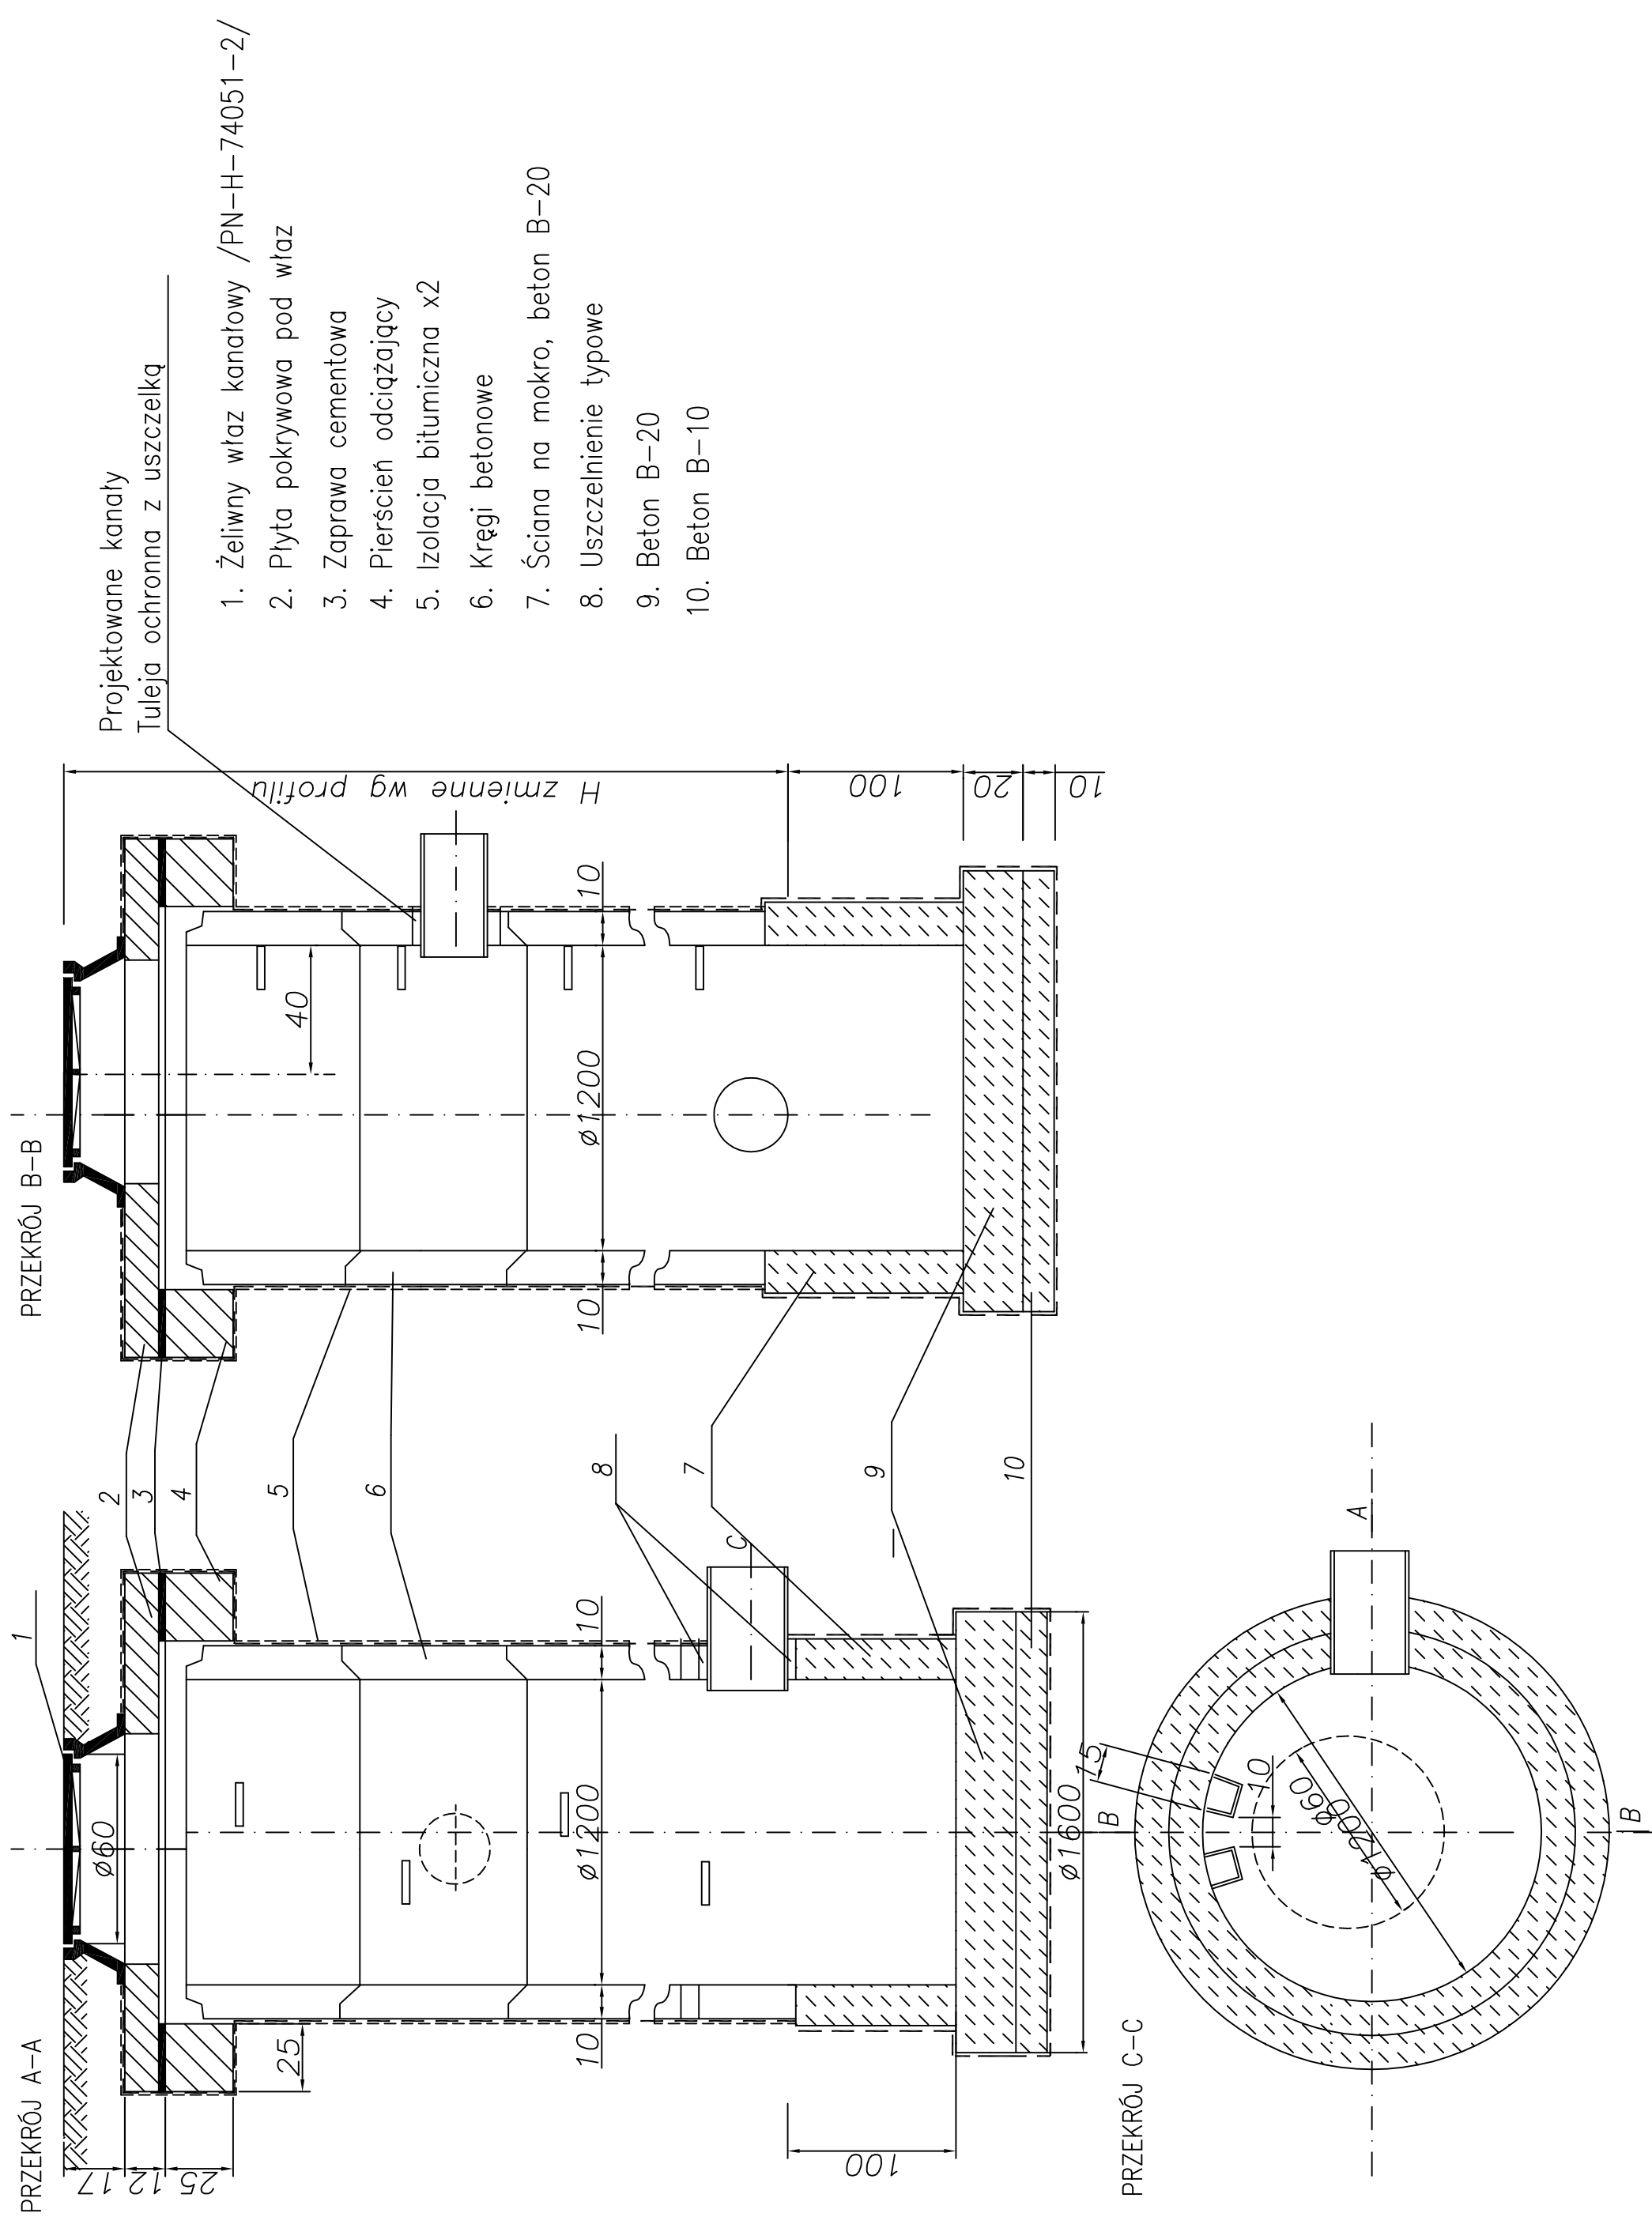 PRZEKRÓJ A-A
1
ø60
17
12
25
25
10
ø1200
10
C
100
ø1600
2
3
4
5
6
8
7
9
10
PRZEKRÓJ B-B
40
10
ø1200
10
H zmienne wg profilu
100
20
10
Projektowane kanały
Tuleja ochronna z uszczelką
1. Żeliwny właz kanałowy /PN-H-74051-2/
2. Płyta pokrywowa pod właz
3. Zaprawa cementowa
4. Pierścień odciążający
5. Izolacja bitumiczna x2
6. Kręgi betonowe
7. Ściana na mokro, beton B-20
8. Uszczelnienie typowe
9. Beton B-20
10. Beton B-10
PRZEKRÓJ C-C
B
15
10
ø60
ø1200
A
B